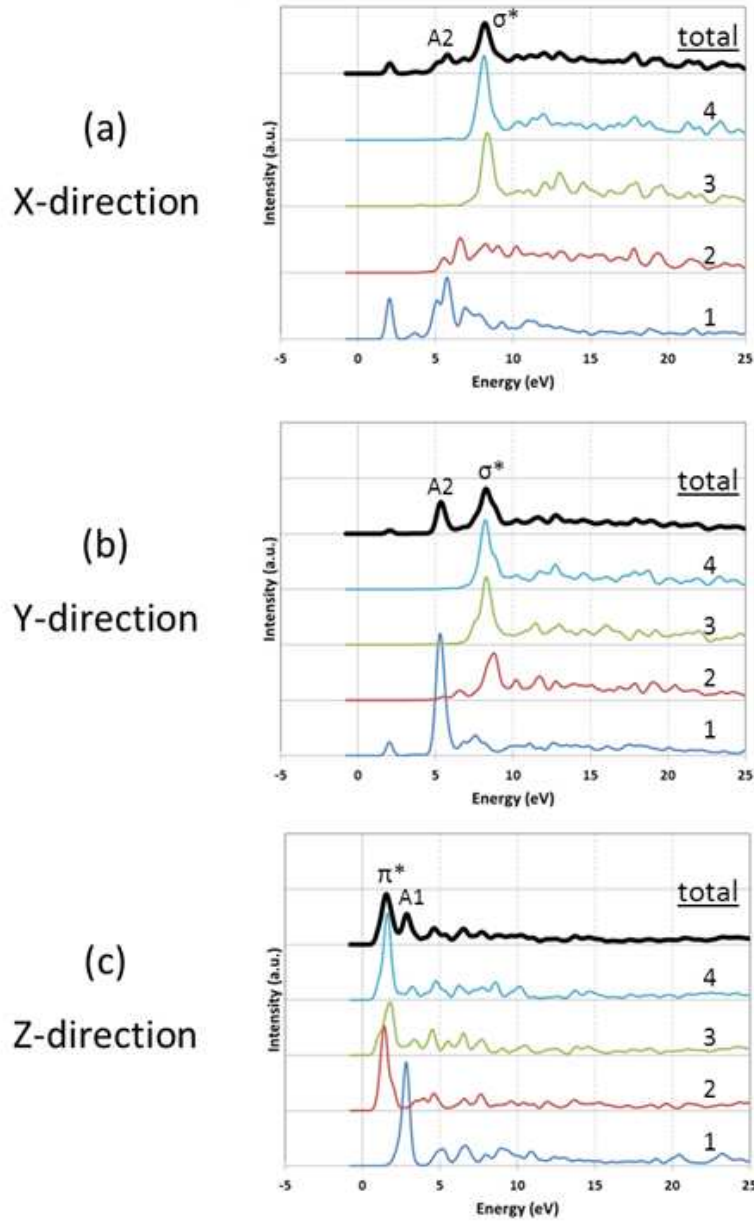 (a)
X-direction
Intensity (a.u.)
A2
σ*
total
4
3
2
1
-5 0 5 10 15 20 25
Energy (eV)
(b)
Y-direction
Intensity (a.u.)
A2
σ*
total
4
3
2
1
-5 0 5 10 15 20 25
Energy (eV)
(c)
Z-direction
Intensity (a.u.)
π*
A1
total
4
3
2
1
-5 0 5 10 15 20 25
Energy (eV)